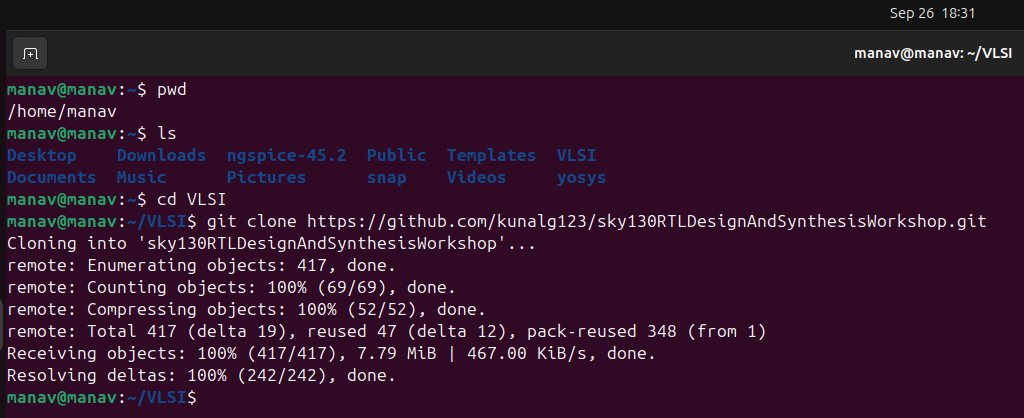 Sep 26 18:31
manav@manav: ~/VLSI
manav@manav:~$ pwd
/home/manav
manav@manav:~$ ls
Desktop Downloads ngspice-45.2 Public Templates VLSI
Documents Music Pictures snap Videos yosys
manav@manav:~$ cd VLSI
manav@manav:~/VLSI$ git clone https://github.com/kunalg123/sky130RTLDesignAndSynthesisWorkshop.git
Cloning into 'sky130RTLDesignAndSynthesisWorkshop'...
remote: Enumerating objects: 417, done.
remote: Counting objects: 100% (69/69), done.
remote: Compressing objects: 100% (52/52), done.
remote: Total 417 (delta 19), reused 47 (delta 12), pack-reused 348 (from 1)
Receiving objects: 100% (417/417), 7.79 MiB | 467.00 KiB/s, done.
Resolving deltas: 100% (242/242), done.
manav@manav:~/VLSI$